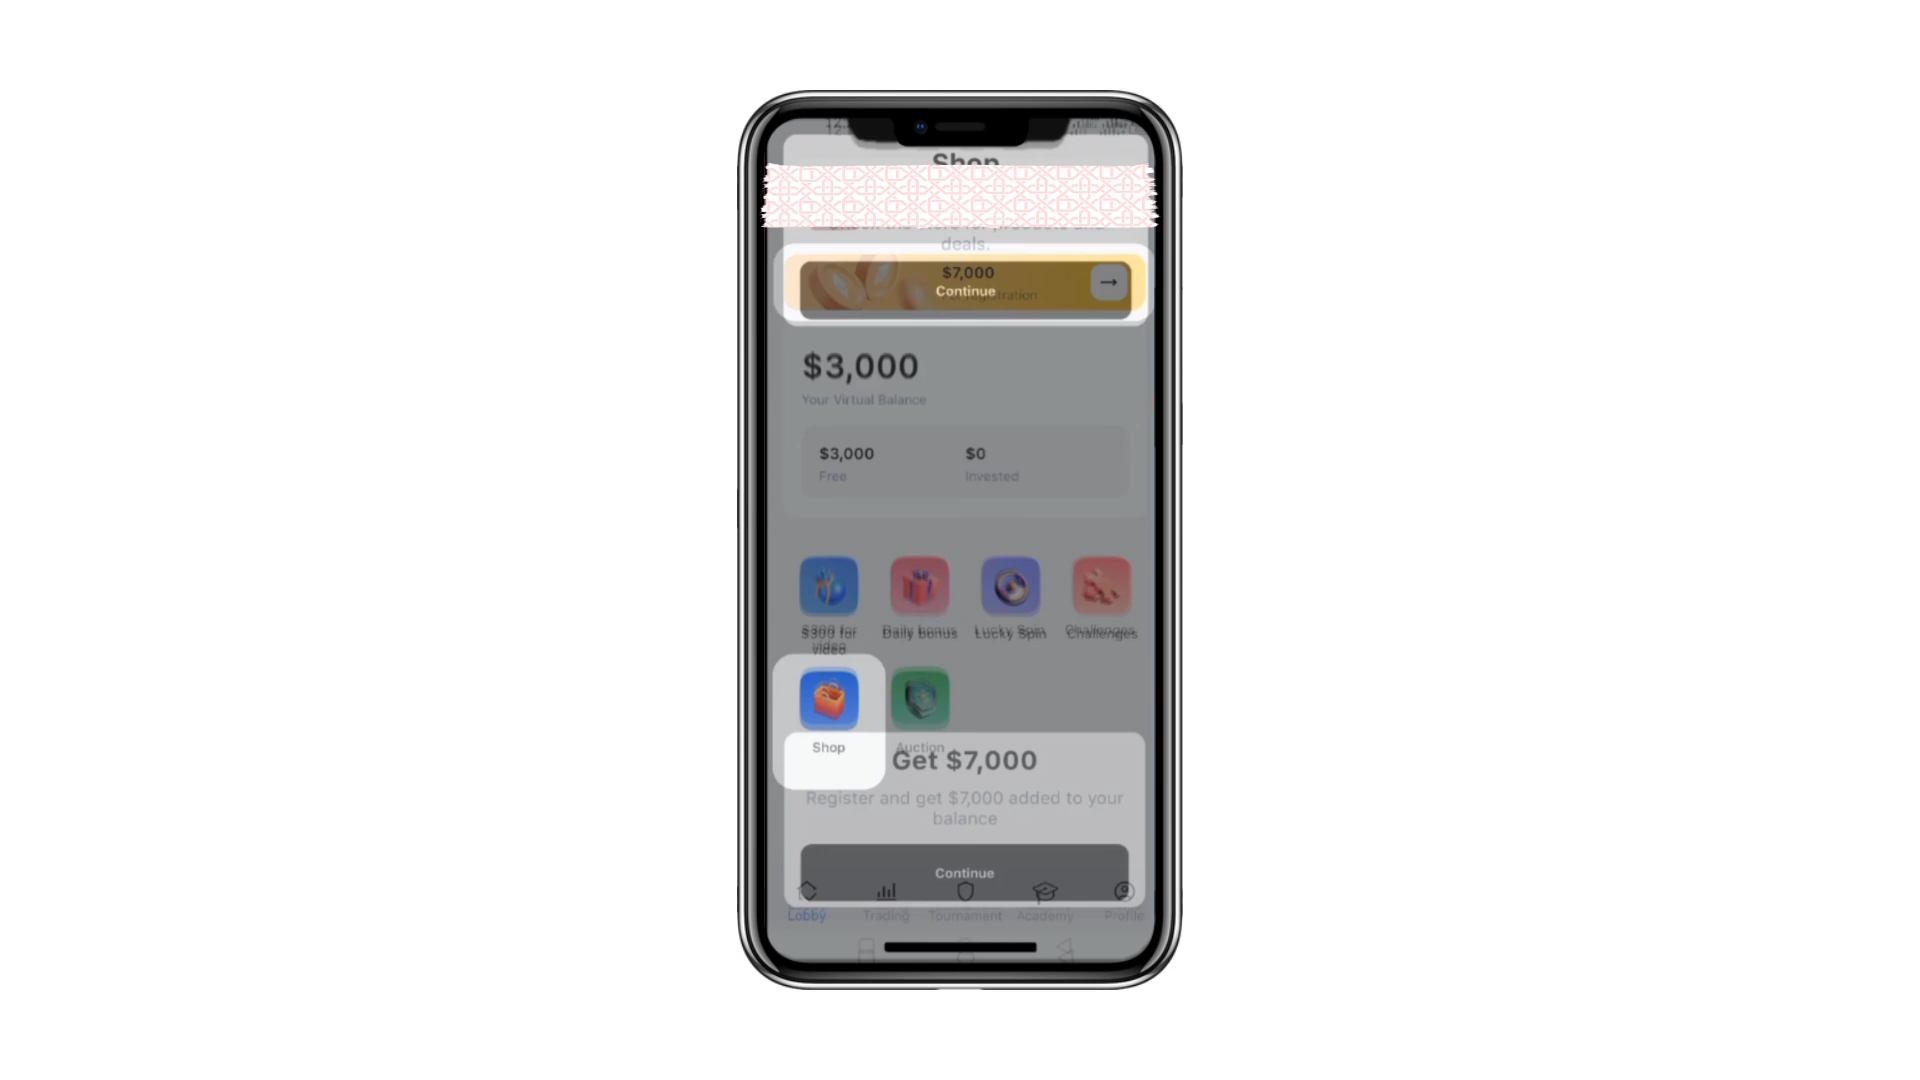 Shop
deals.
$7,000
Continue
$3,000
Your Virtual Balance
$3,000
$0
Free
Invested
$300 for
video
Daily bonus
Lucky Spin
Challenges
Shop
Auction
Get $7,000
Register and get $7,000 added to your
balance
Continue
Lobby
Trading
Tournament
Academy
Profile